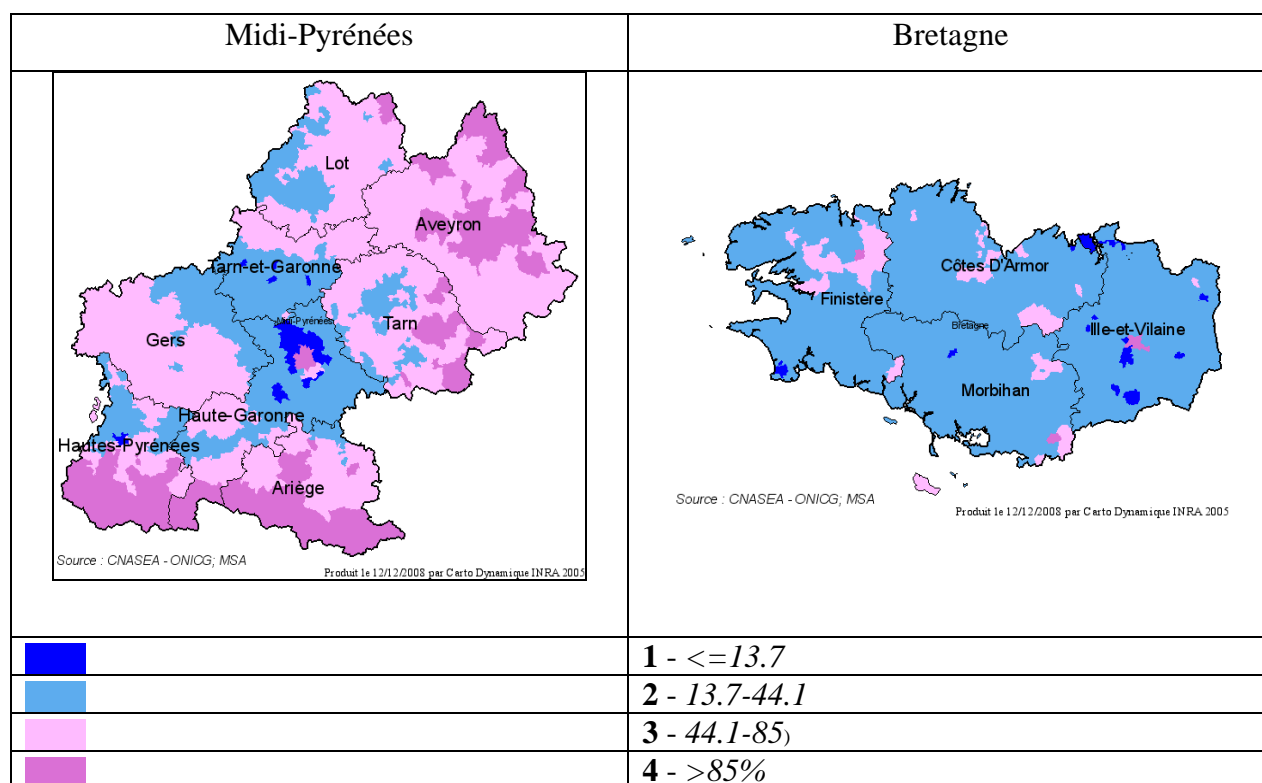 Midi-Pyrénées
Bretagne
Lot
Aveyron
Tarn-et-Garonne
Midi-Pyrénées
Gers
Tarn
Haute-Garonne
Hautes-Pyrénées
Ariège
Source : CNASEA - ONICG; MSA
Produit le 12/12/2008 par Carto Dynamique INRA 2005
Côtes D'Armor
Finistère
Bretagne
Ille-et-Vilaine
Morbihan
Source : CNASEA - ONICG; MSA
Produit le 12/12/2008 par Carto Dynamique INRA 2005
1 - <=13.7
2 - 13.7-44.1
3 - 44.1-85)
4 - >85%